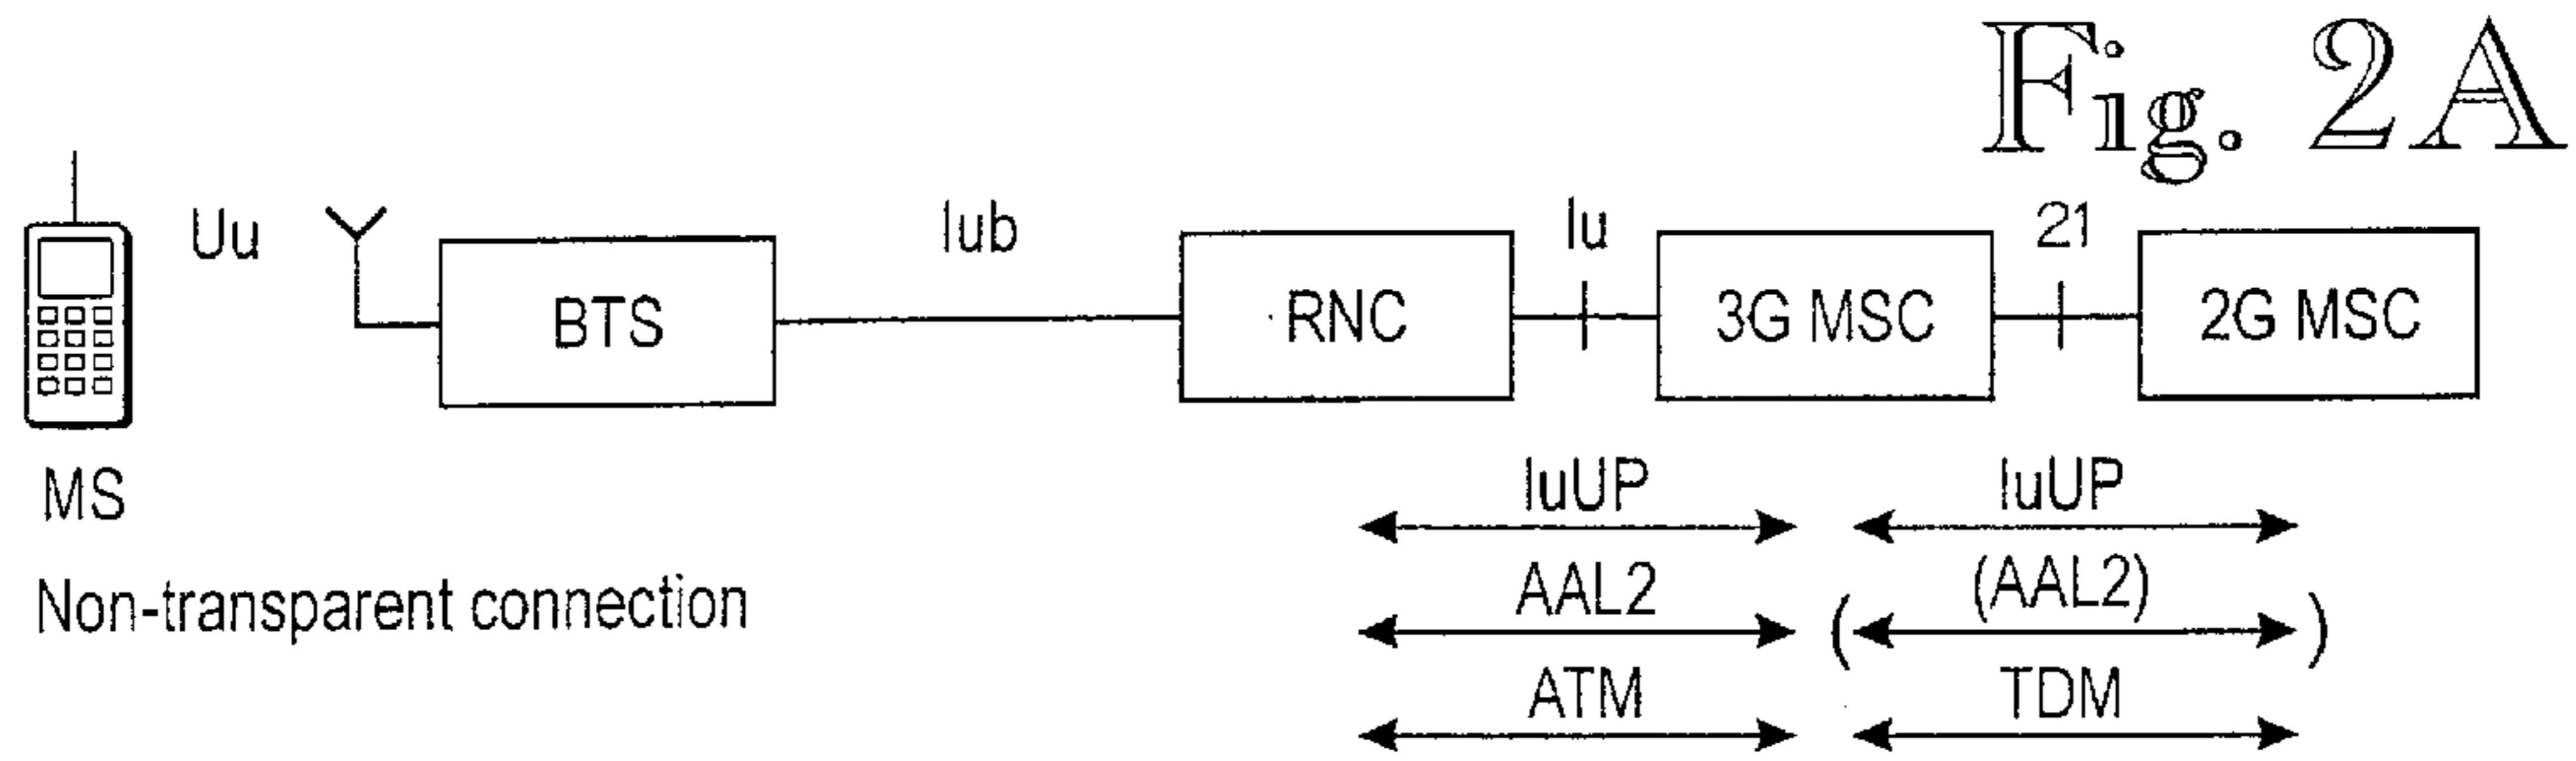 Fig. 2A
Uu
Iub
Iu
21
BTS
RNC
3G MSC
2G MSC
MS
IuUP
IuUP
AAL2
( (AAL2) )
ATM
TDM
Non-transparent connection